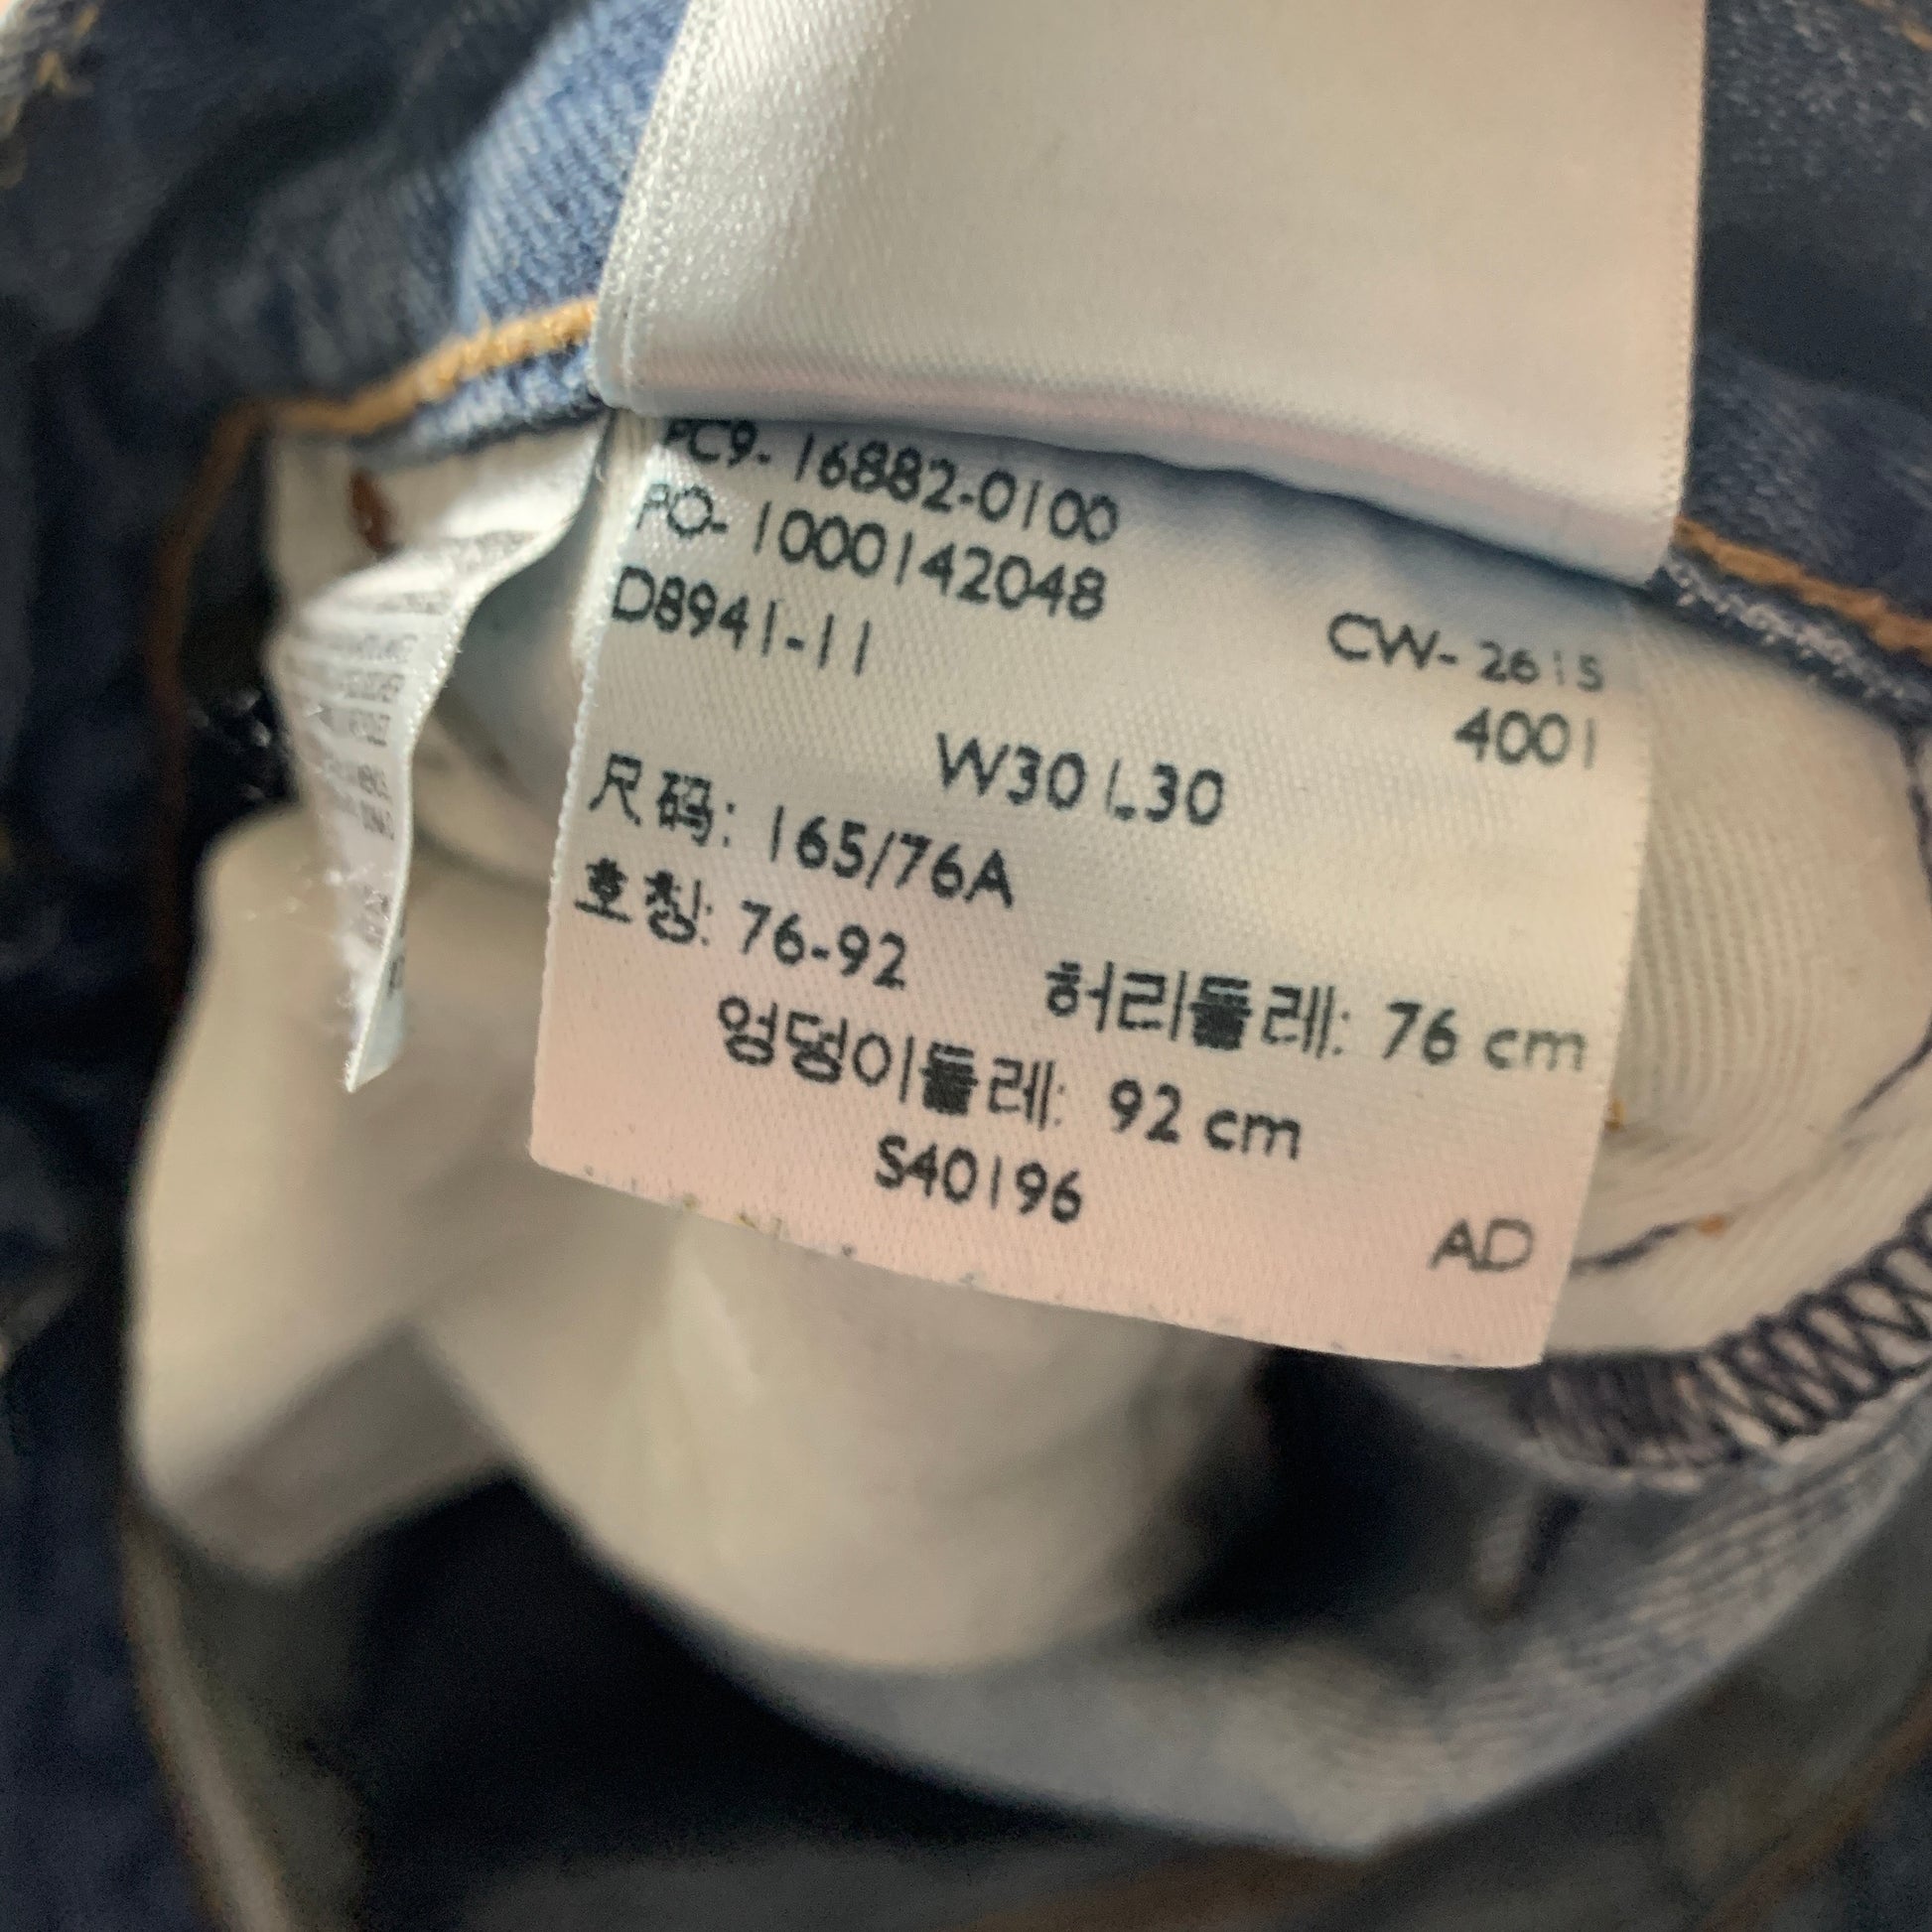 PC9-16882-0100
PO-1000142048
D8941-11
CW-2615
4001
W30 L30
尺码: 165/76A
호칭: 76-92 허리둘레: 76 cm
엉덩이둘레: 92 cm
S40196
AD